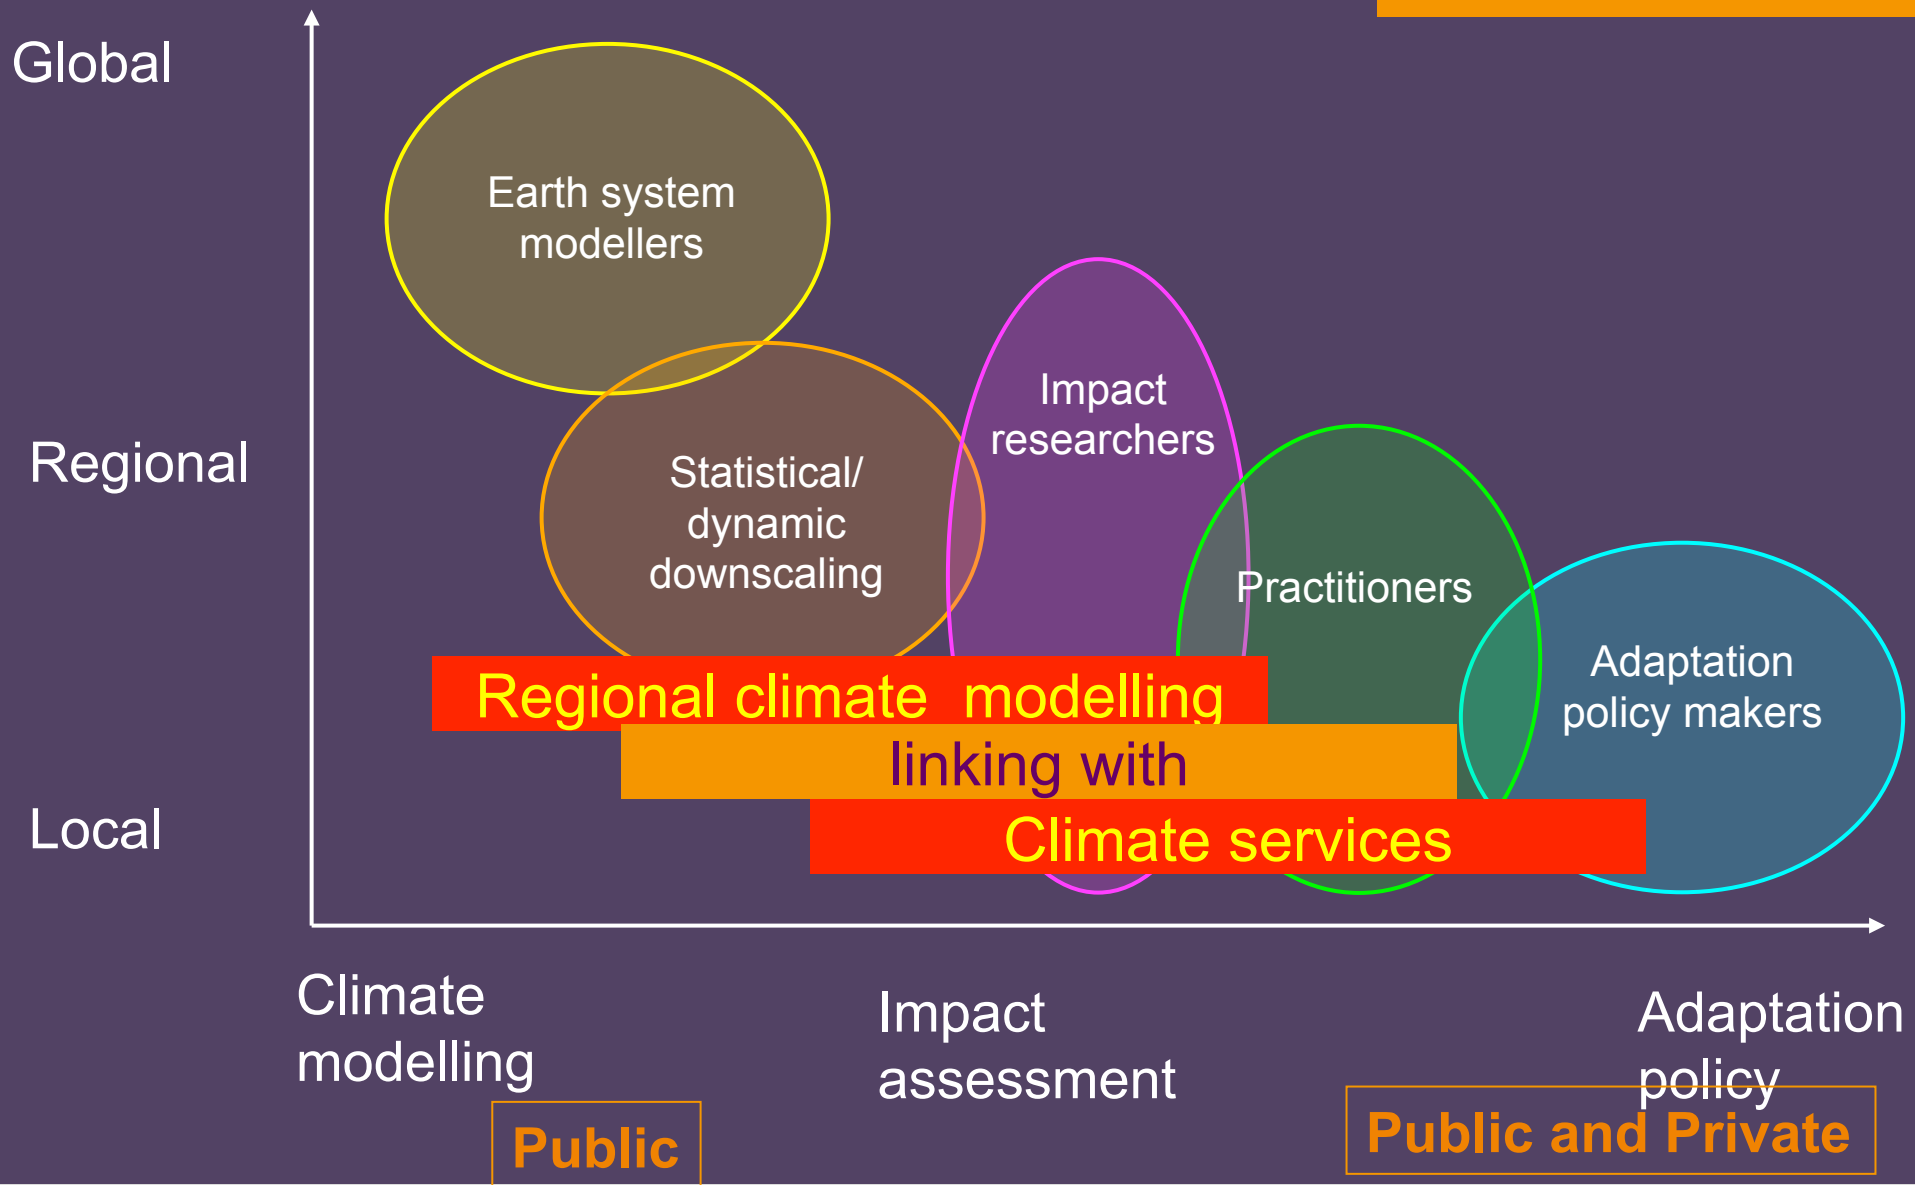 Global
Earth system
modellers
Impact
researchers
Regional
Statistical/
dynamic
downscaling
Practitioners
Adaptation
policy makers
Regional climate  modelling
linking with
Climate services
Local
Climate
modelling
Impact
assessment
Adaptation
policy
Public
Public and Private